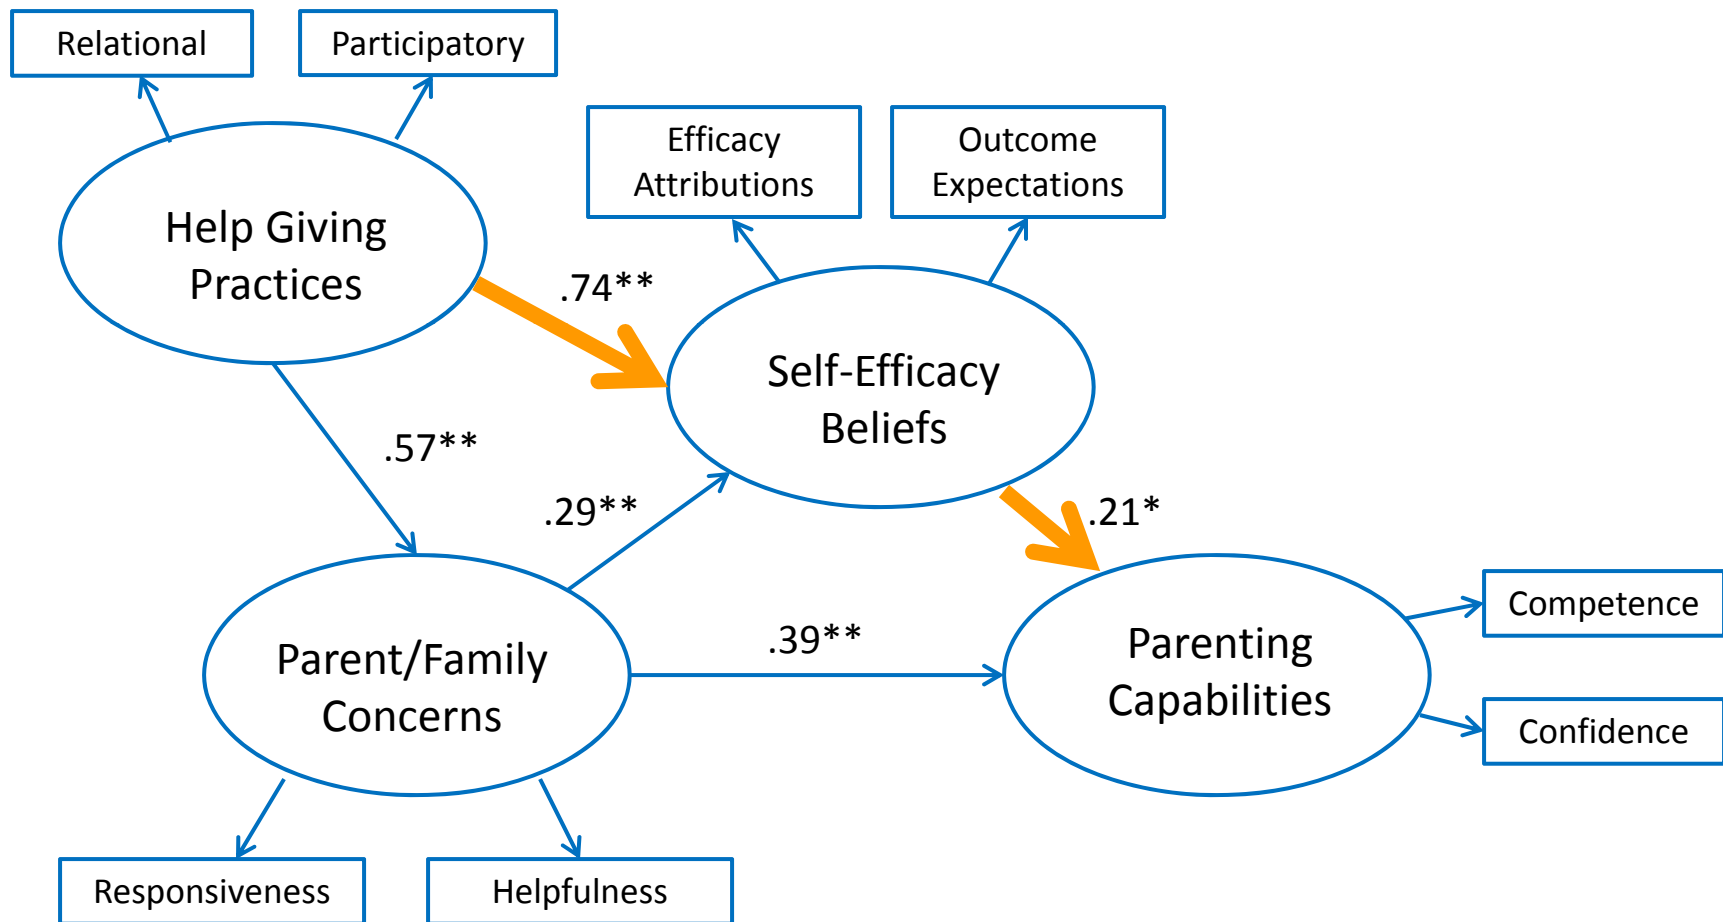 Relational
Participatory
Efficacy
Attributions
Outcome
Expectations
Help Giving
Practices
.74**
Self-Efficacy
Beliefs
.57**
.29**
.21*
Parent/Family
Concerns
.39**
Parenting
Capabilities
Competence
Confidence
Responsiveness
Helpfulness